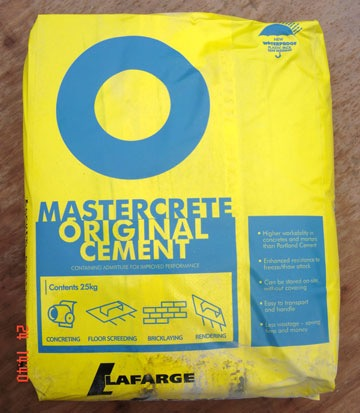 NEW
WATERPROOF
MASTERCRETE
ORIGINAL
CEMENT
CONTAINING ADMIXTURE FOR IMPROVED PERFORMANCE
Contents 25kg
CONCRETING
FLOOR SCREEDING
BRICKLAYING
RENDERING
• Higher workability in
concretes and mortars
than Portland Cement
• Enhanced resistance to
freeze/thaw attack
• Can be stored on-site
without covering
• Easy to transport
and handle
• Less wastage - saving
time and money
LAFARGE
24 11:40